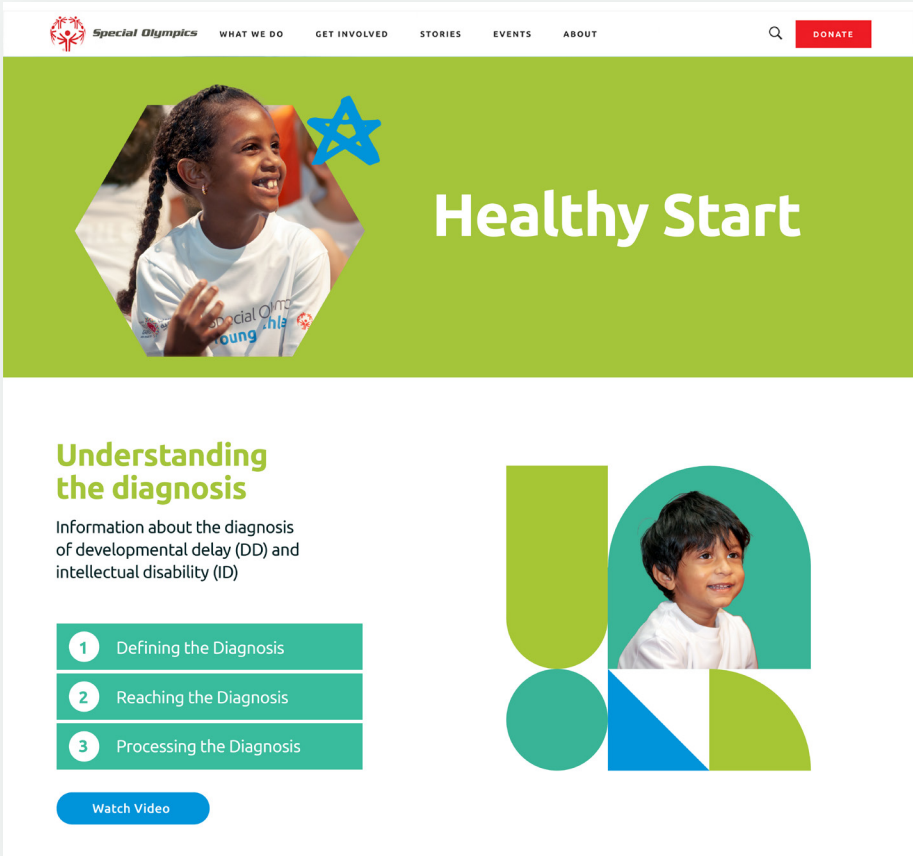 Special Olympics WHAT WE DO GET INVOLVED STORIES EVENTS ABOUT DONATE
Healthy Start
Special Olymp
Understanding
the diagnosis
Information about the diagnosis
of developmental delay (DD) and
intellectual disability (ID)
1 Defining the Diagnosis
2 Reaching the Diagnosis
3 Processing the Diagnosis
Watch Video